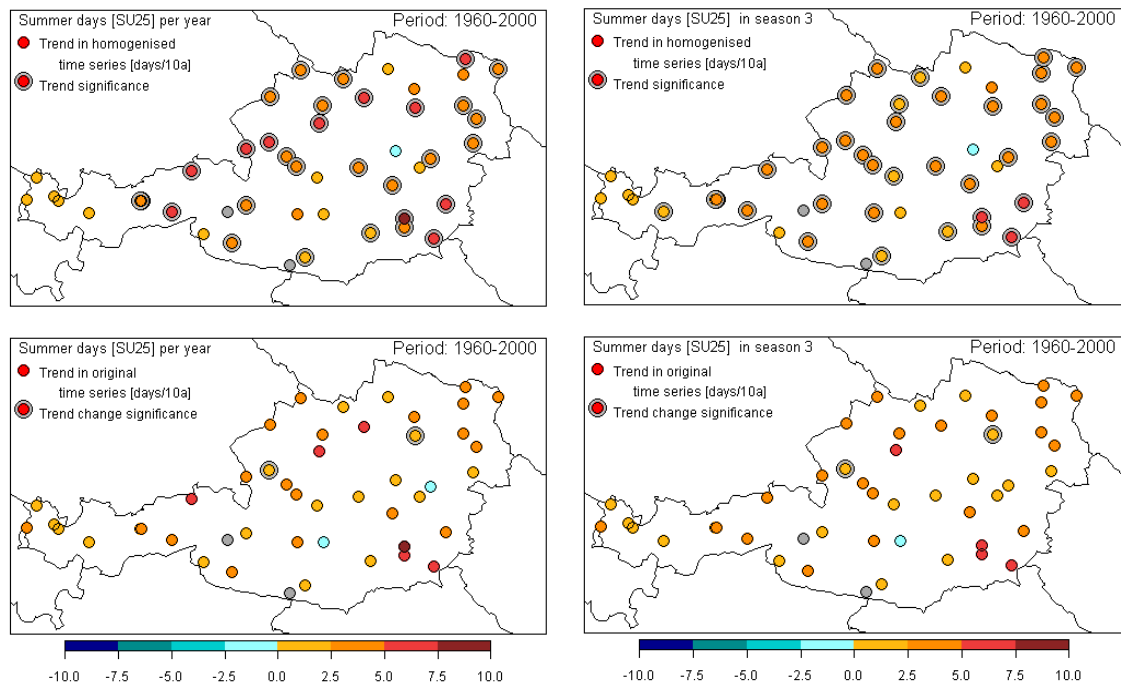 Summer days [SU25] per year
Period: 1960-2000
Trend in homogenised
time series [days/10a]
Trend significance
Summer days [SU25] in season 3
Period: 1960-2000
Trend in homogenised
time series [days/10a]
Trend significance
Summer days [SU25] per year
Period: 1960-2000
Trend in original
time series [days/10a]
Trend change significance
Summer days [SU25] in season 3
Period: 1960-2000
Trend in original
time series [days/10a]
Trend change significance
-10.0 -7.5 -5.0 -2.5 0.0 2.5 5.0 7.5 10.0
-10.0 -7.5 -5.0 -2.5 0.0 2.5 5.0 7.5 10.0